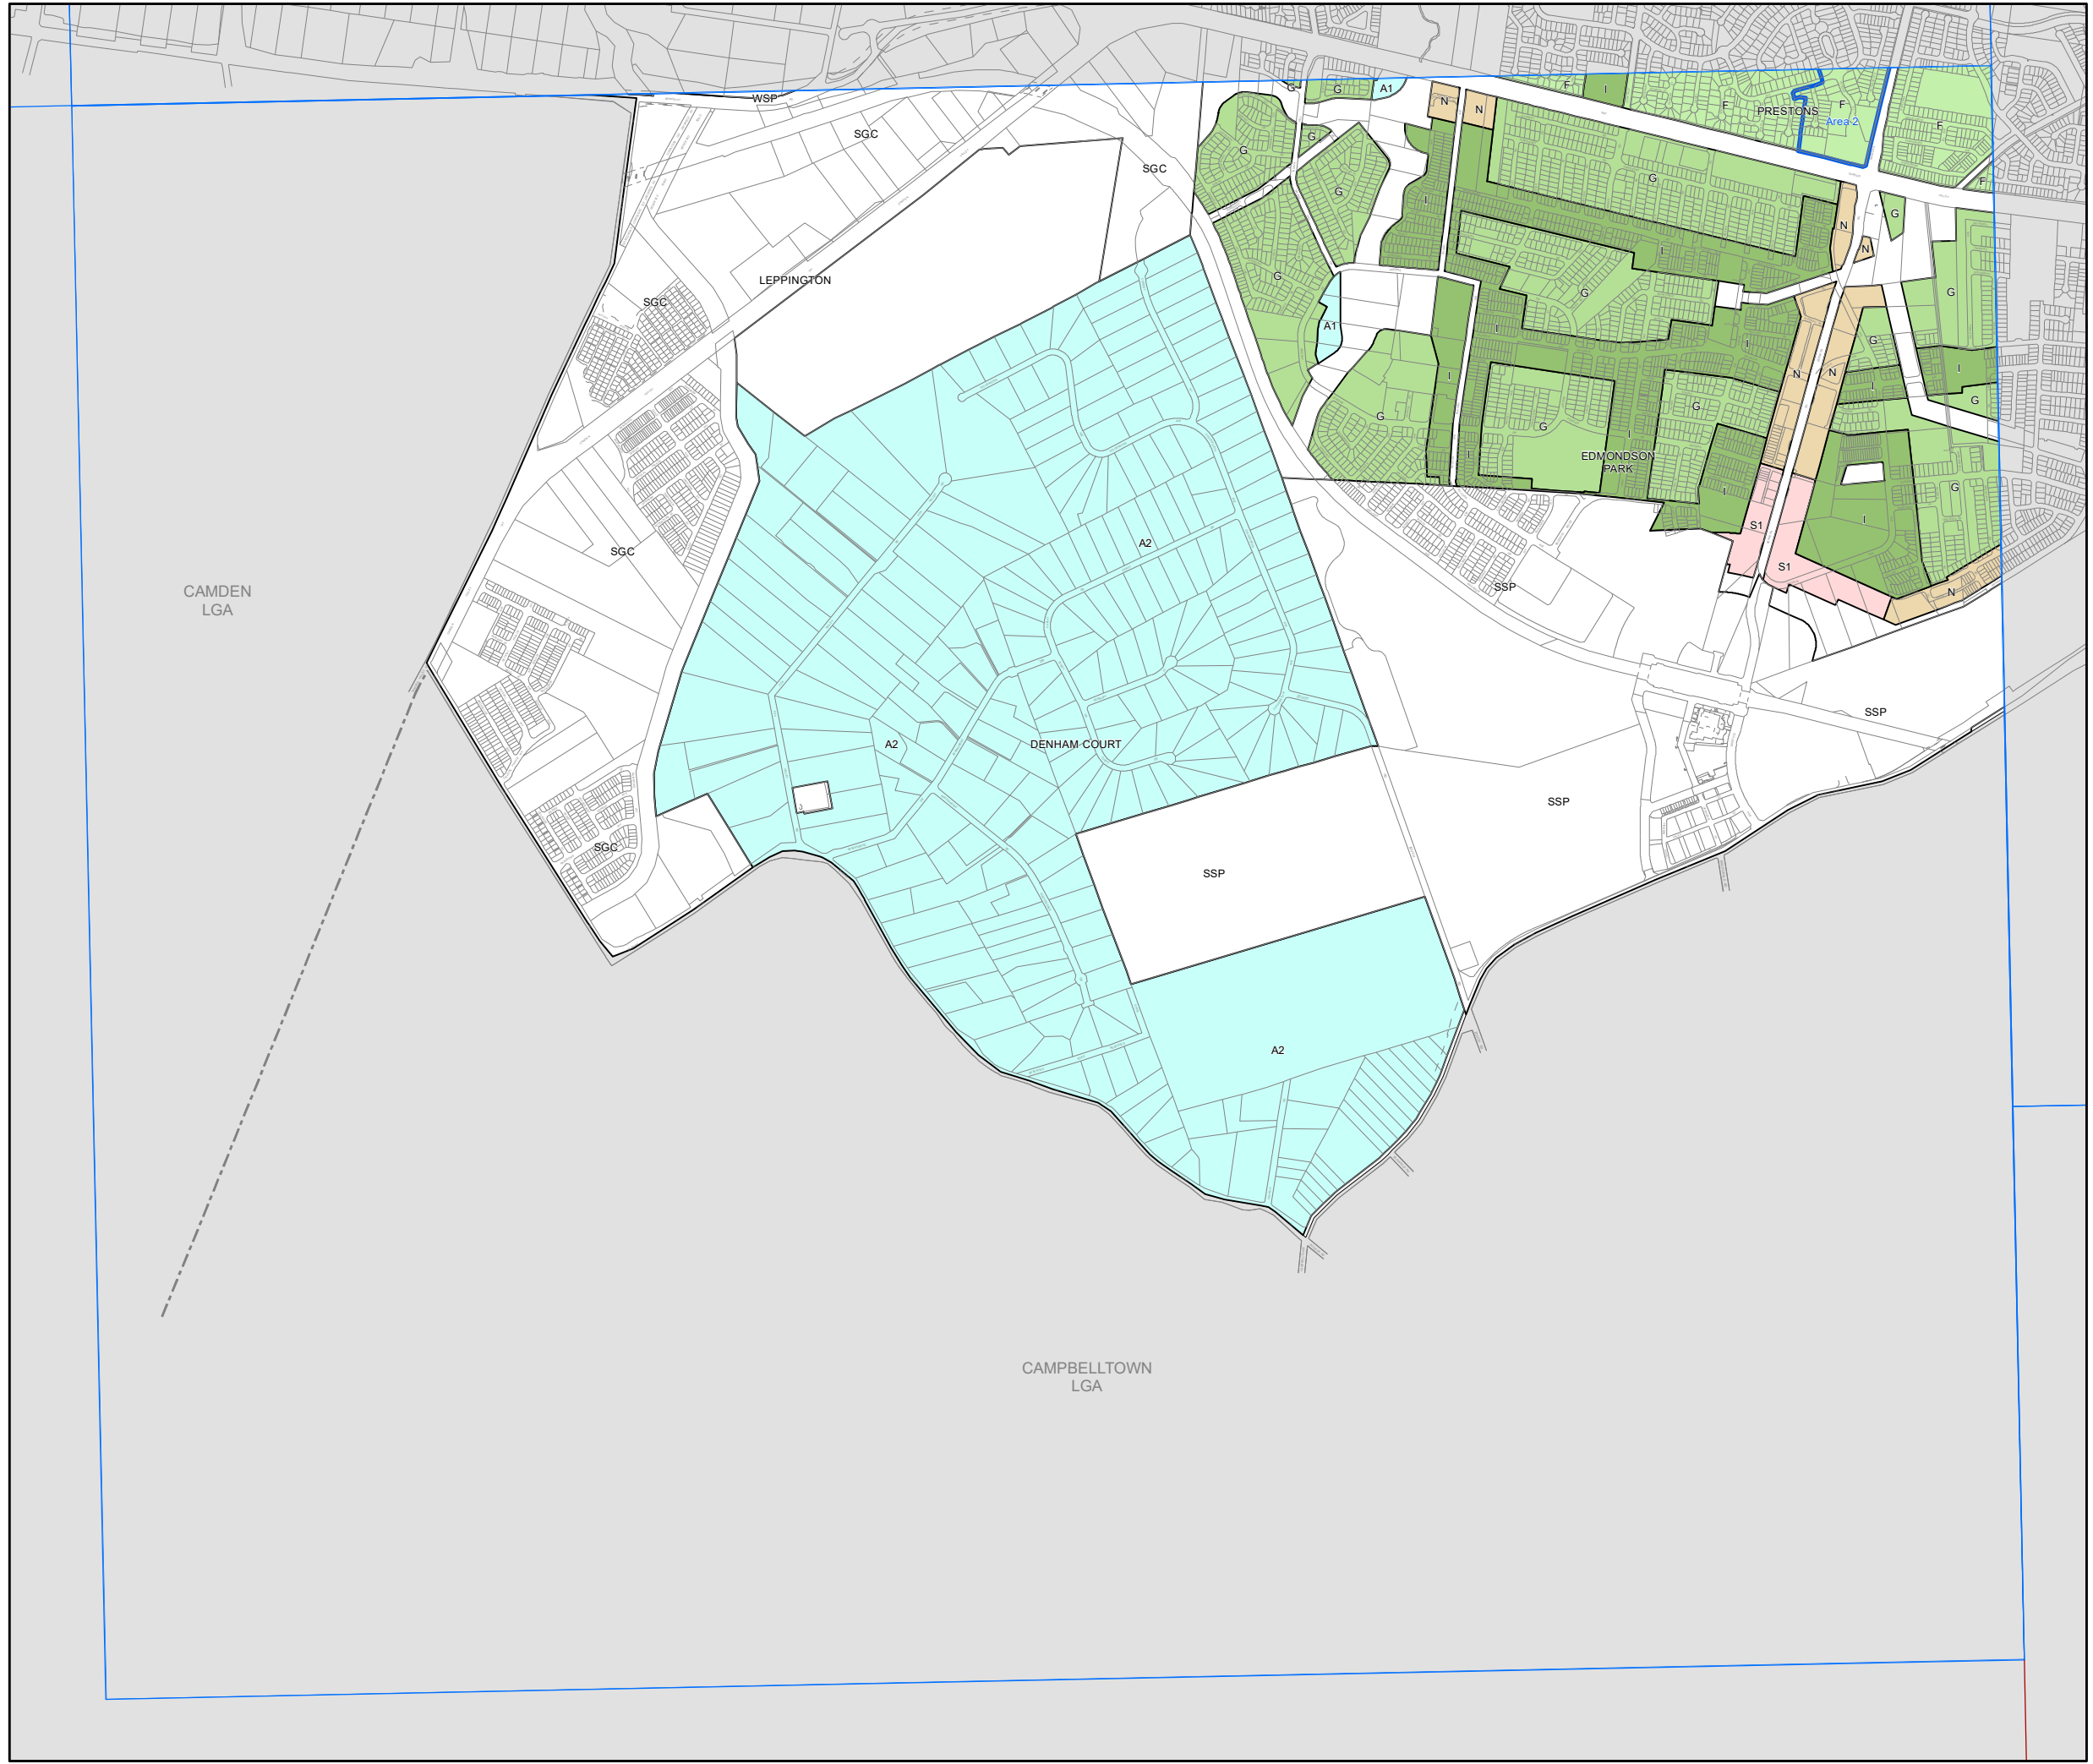 WSP
G
G
A1
F
I
N
N
F
F
PRESTONS
Area 2
F
SGC
G
G
SGC
G
G
F
I
G
N
G
N
I
LEPPINGTON
G
G
G
SGC
A1
I
I
G
I
N
N
I
I
G
G
G
G
I
I
EDMONDSON
PARK
G
I
I
S1
I
SGC
A2
S1
CAMDEN
LGA
SSP
N
SSP
A2
DENHAM COURT
SSP
SGC
SSP
A2
CAMPBELLTOWN
LGA